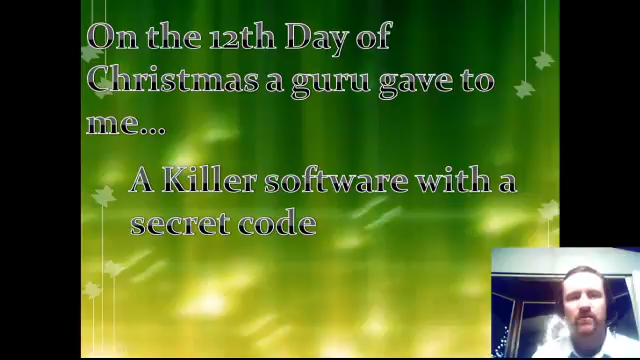 On the 12th Day of
Christmas a guru gave to
me...
A Killer software with a
secret code